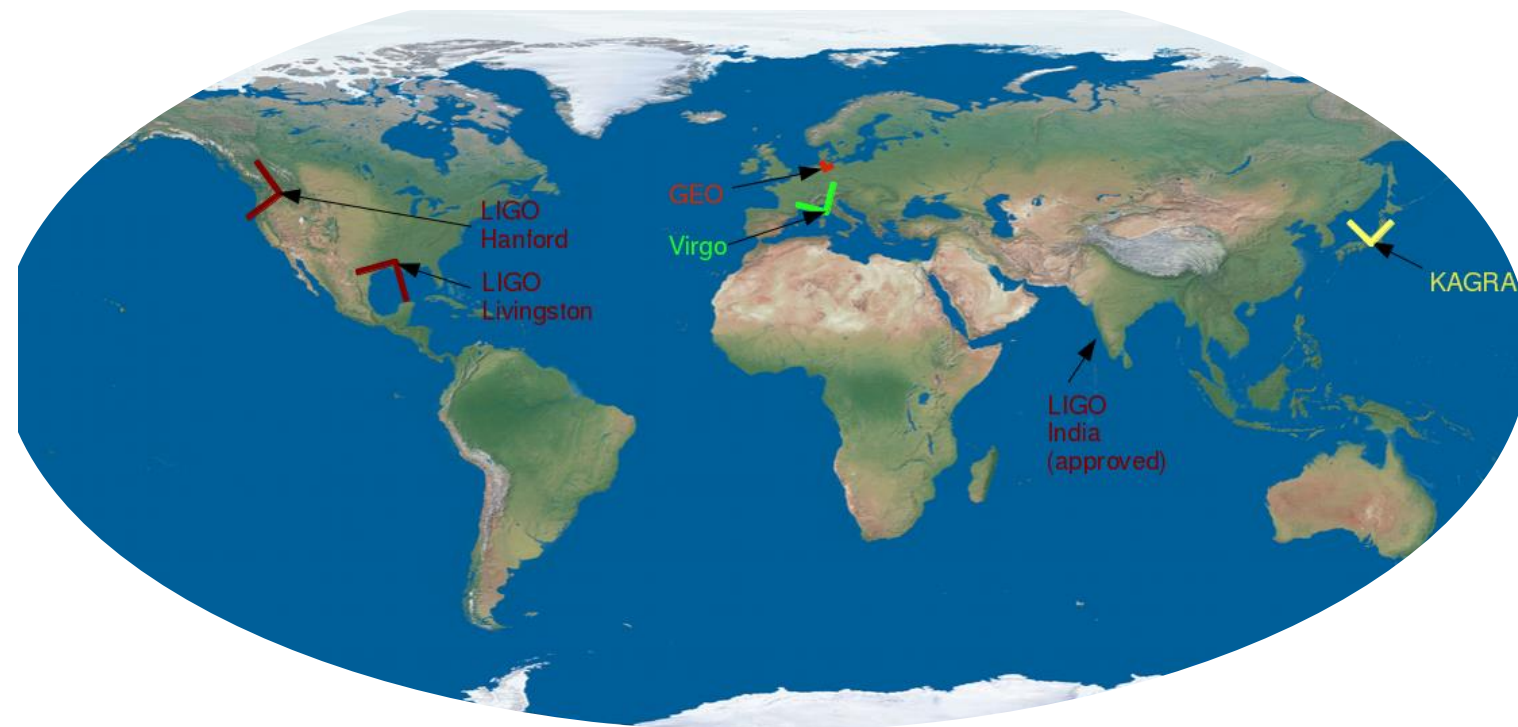 LIGO
Hanford
LIGO
Livingston
GEO
Virgo
KAGRA
LIGO
India
(approved)